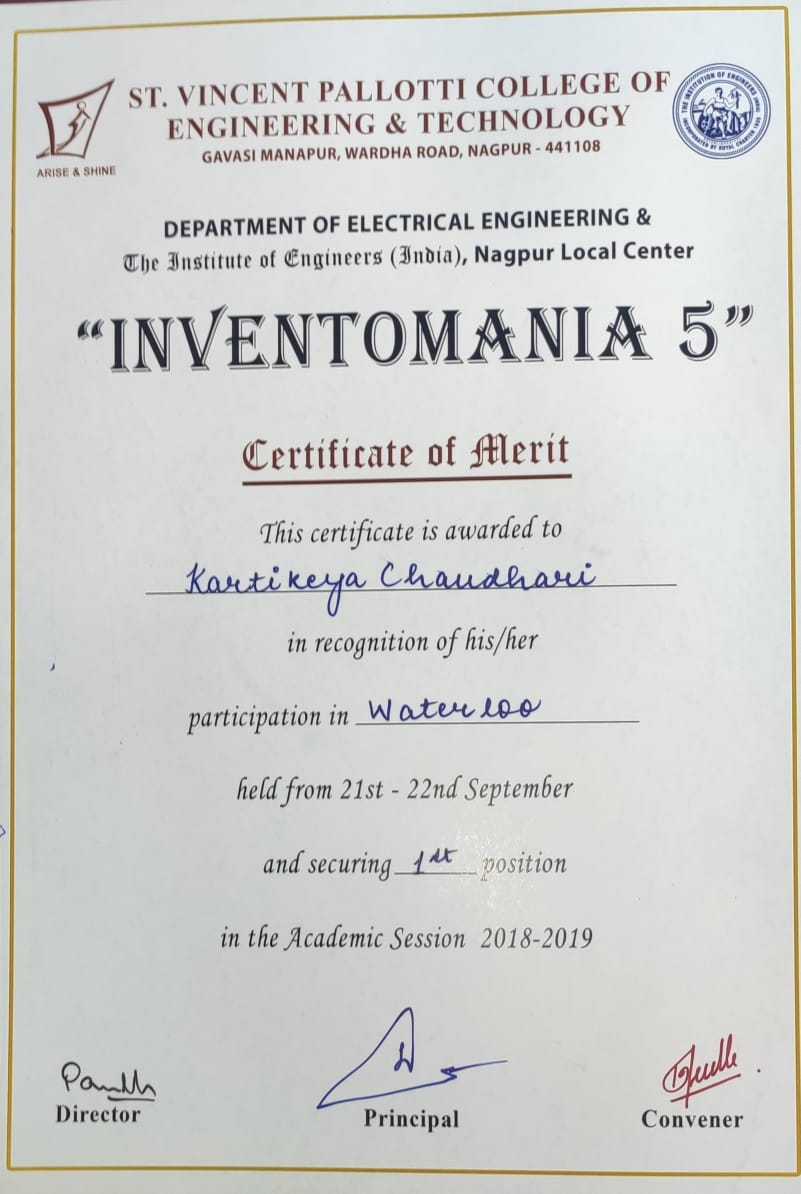 ST. VINCENT PALLOTTI COLLEGE OF
ENGINEERING & TECHNOLOGY
GAVASI MANAPUR, WARDHA ROAD, NAGPUR - 441108
ARISE & SHINE
THE INSTITUTION OF ENGINEERS (INDIA)
INCORPORATED BY ROYAL CHARTER 1935
DEPARTMENT OF ELECTRICAL ENGINEERING &
The Institute of Engineers (India), Nagpur Local Center
“INVENTOMANIA 5”
Certificate of Merit
This certificate is awarded to
Kartikeya Chaudhari
in recognition of his/her
participation in Waterloo
held from 21st - 22nd September
and securing 1st position
in the Academic Session 2018-2019
Director
Principal
Convener